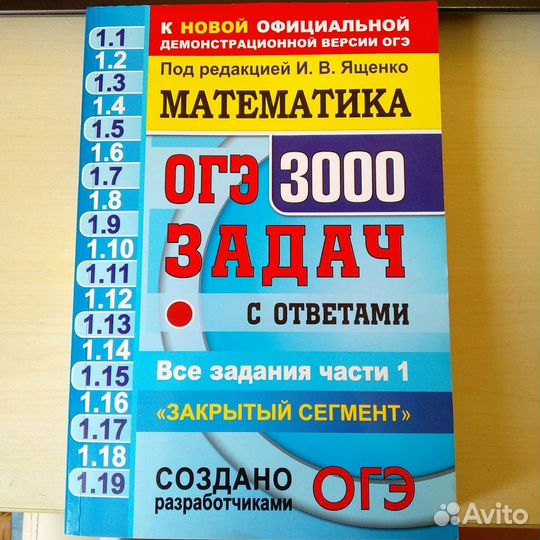 К НОВОЙ ОФИЦИАЛЬНОЙ
ДЕМОНСТРАЦИОННОЙ ВЕРСИИ ОГЭ
Под редакцией И. В. Ященко
МАТЕМАТИКА
ОГЭ 3000
ЗАДАЧ
С ОТВЕТАМИ
Все задания части 1
«ЗАКРЫТЫЙ СЕГМЕНТ»
СОЗДАНО
разработчиками ОГЭ
1.1
1.2
1.3
1.4
1.5
1.6
1.7
1.8
1.9
1.10
1.11
1.12
1.13
1.14
1.15
1.16
1.17
1.18
1.19
Avito